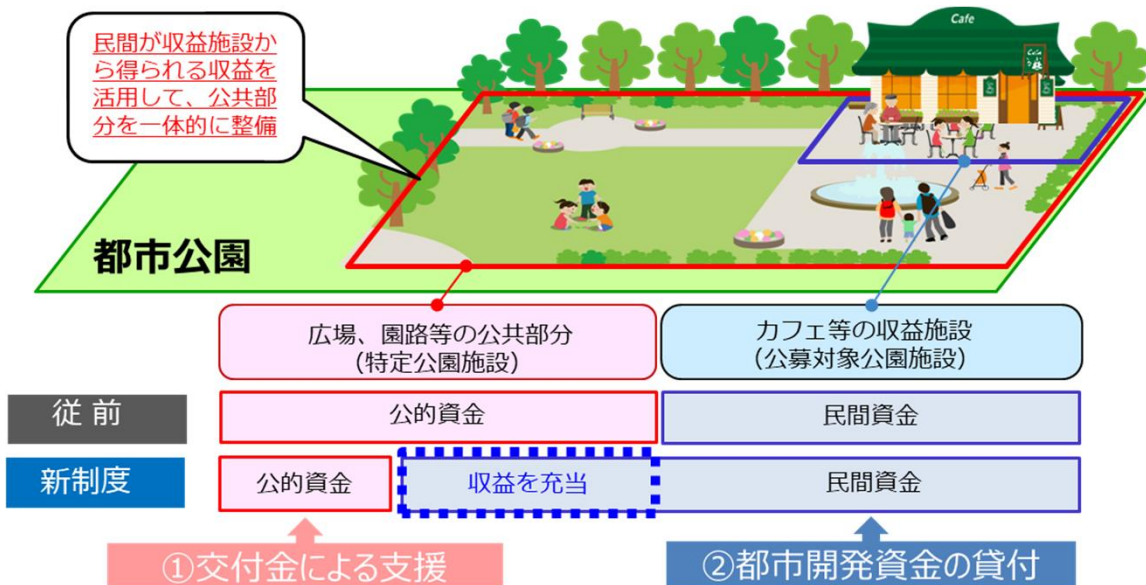 民間が収益施設か
ら得られる収益を
活用して、公共部
分を一体的に整備
Cafe
都市公園
広場、園路等の公共部分
（特定公園施設）
カフェ等の収益施設
（公募対象公園施設）
従 前
公的資金
民間資金
新制度
公的資金
収益を充当
民間資金
①交付金による支援
②都市開発資金の貸付